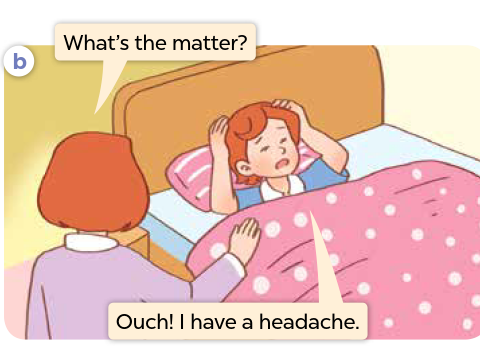 What's the matter?
b
Ouch! I have a headache.